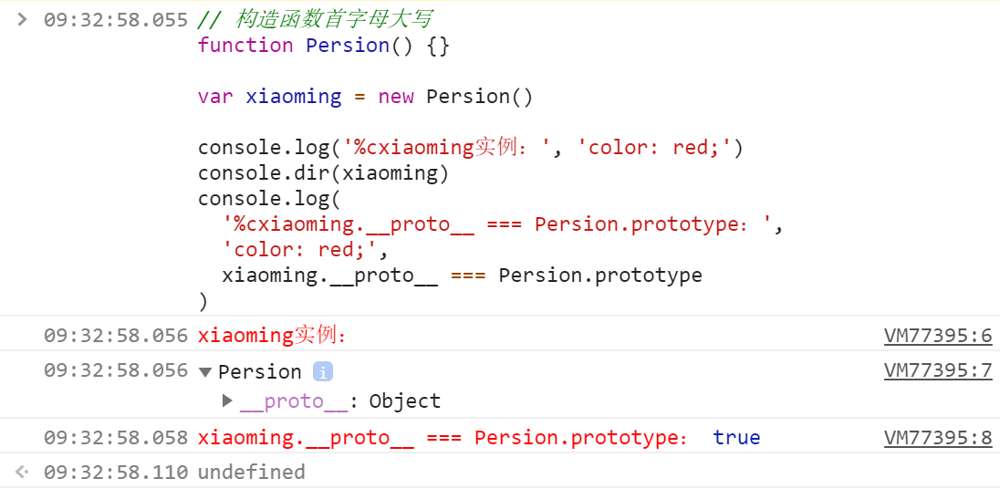 09:32:58.055 // 构造函数首字母大写
function Persion() {}
var xiaoming = new Persion()
console.log('%cxiaoming实例：', 'color: red;')
console.dir(xiaoming)
console.log(
'%cxiaoming.__proto__ === Persion.prototype：',
'color: red;',
xiaoming.__proto__ === Persion.prototype
)
09:32:58.056 xiaoming实例： VM77395:6
09:32:58.056 Persion i VM77395:7
__proto__: Object
09:32:58.058 xiaoming.__proto__ === Persion.prototype： true VM77395:8
09:32:58.110 undefined